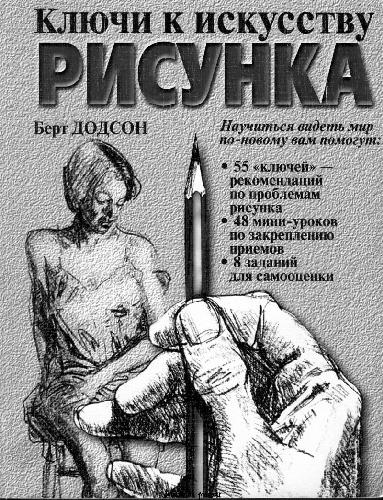 Ключи к искусству
РИСУНКА
Берт ДОДСОН
Научиться видеть мир
по-новому вам помогут:
• 55 «ключей» —
рекомендаций
по проблемам
рисунка
• 48 мини-уроков
по закреплению
приемов
• 8 заданий
для самооценки